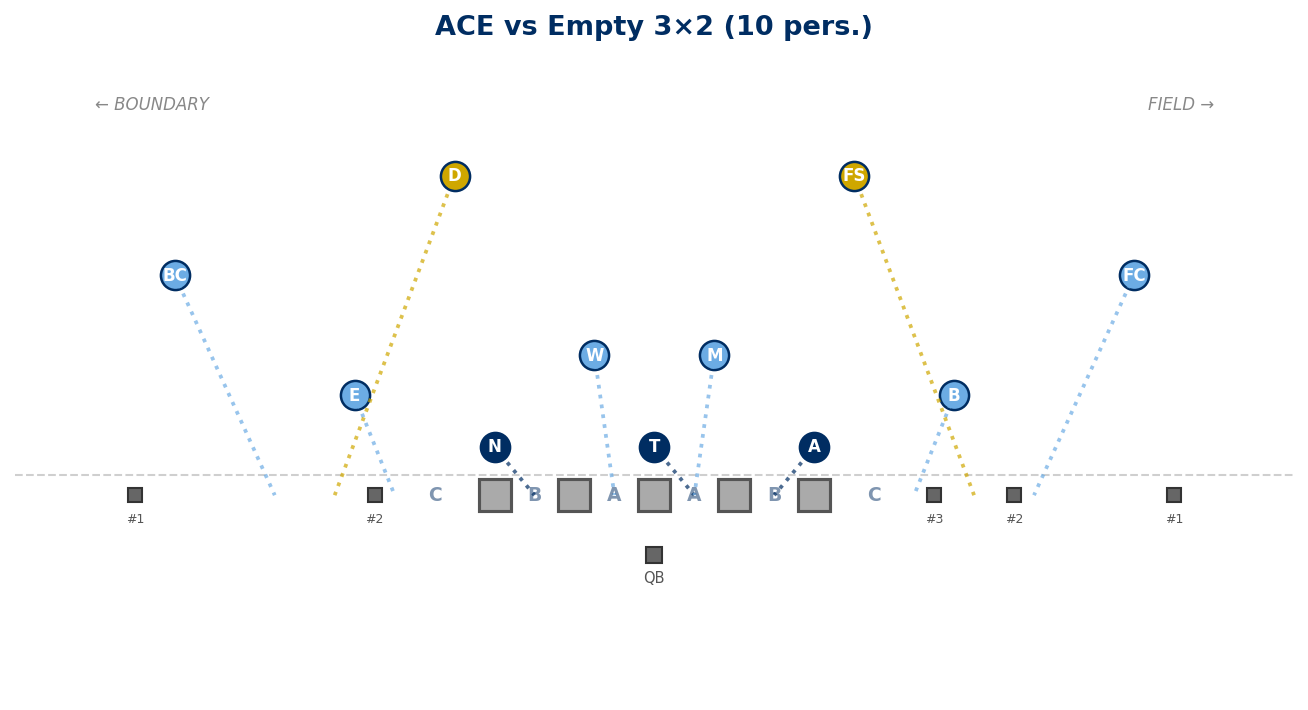 ACE vs Empty 3×2 (10 pers.)
← BOUNDARY
FIELD →
D
FS
BC
FC
W
M
E
B
N
T
A
C
B
A
A
B
C
#1
#2
#3
#2
#1
QB